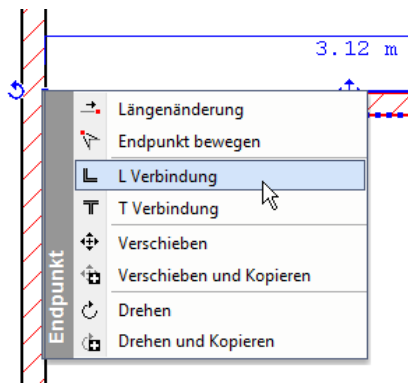 3.12 m
Endpunkt
Längenänderung
Endpunkt bewegen
L Verbindung
T Verbindung
Verschieben
Verschieben und Kopieren
Drehen
Drehen und Kopieren